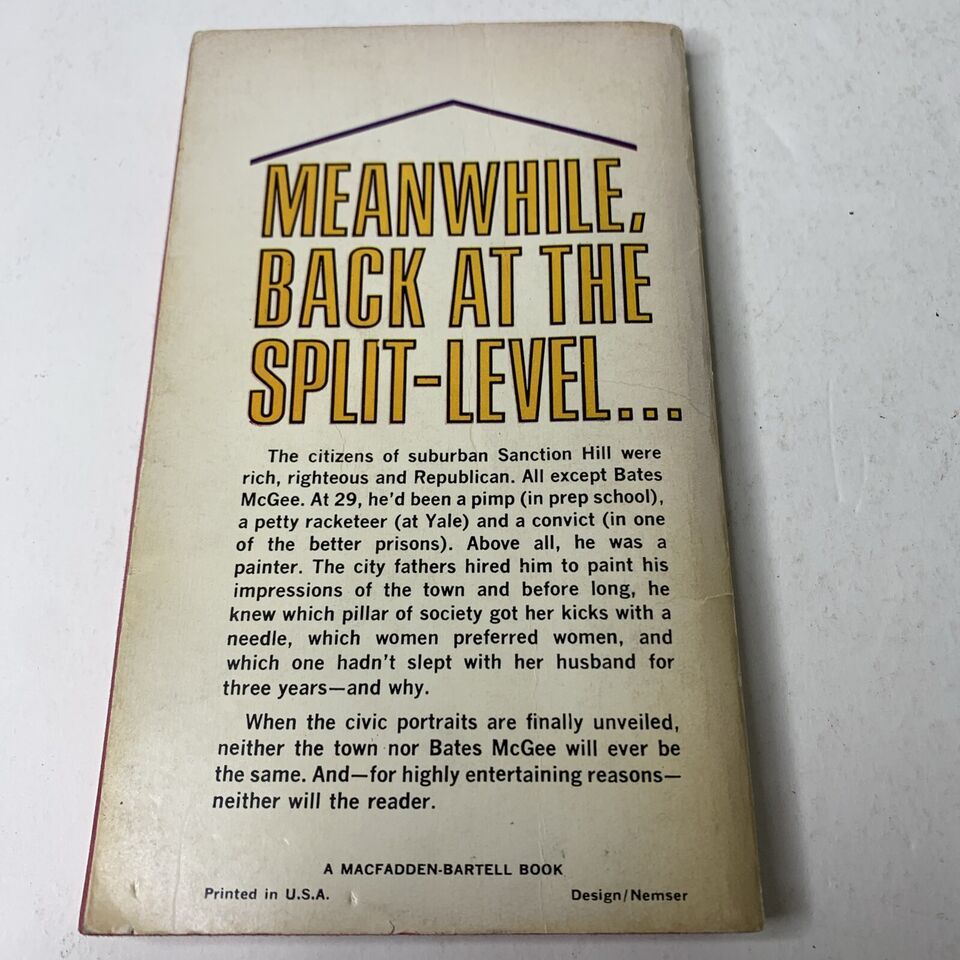 MEANWHILE,
BACK AT THE
SPLIT-LEVEL...
The citizens of suburban Sanction Hill were
rich, righteous and Republican. All except Bates
McGee. At 29, he'd been a pimp (in prep school),
a petty racketeer (at Yale) and a convict (in one
of the better prisons). Above all, he was a
painter. The city fathers hired him to paint his
impressions of the town and before long, he
knew which pillar of society got her kicks with a
needle, which women preferred women, and
which one hadn't slept with her husband for
three years—and why.
When the civic portraits are finally unveiled,
neither the town nor Bates McGee will ever be
the same. And—for highly entertaining reasons—
neither will the reader.
A MACFADDEN-BARTELL BOOK
Printed in U.S.A.
Design/Nemser